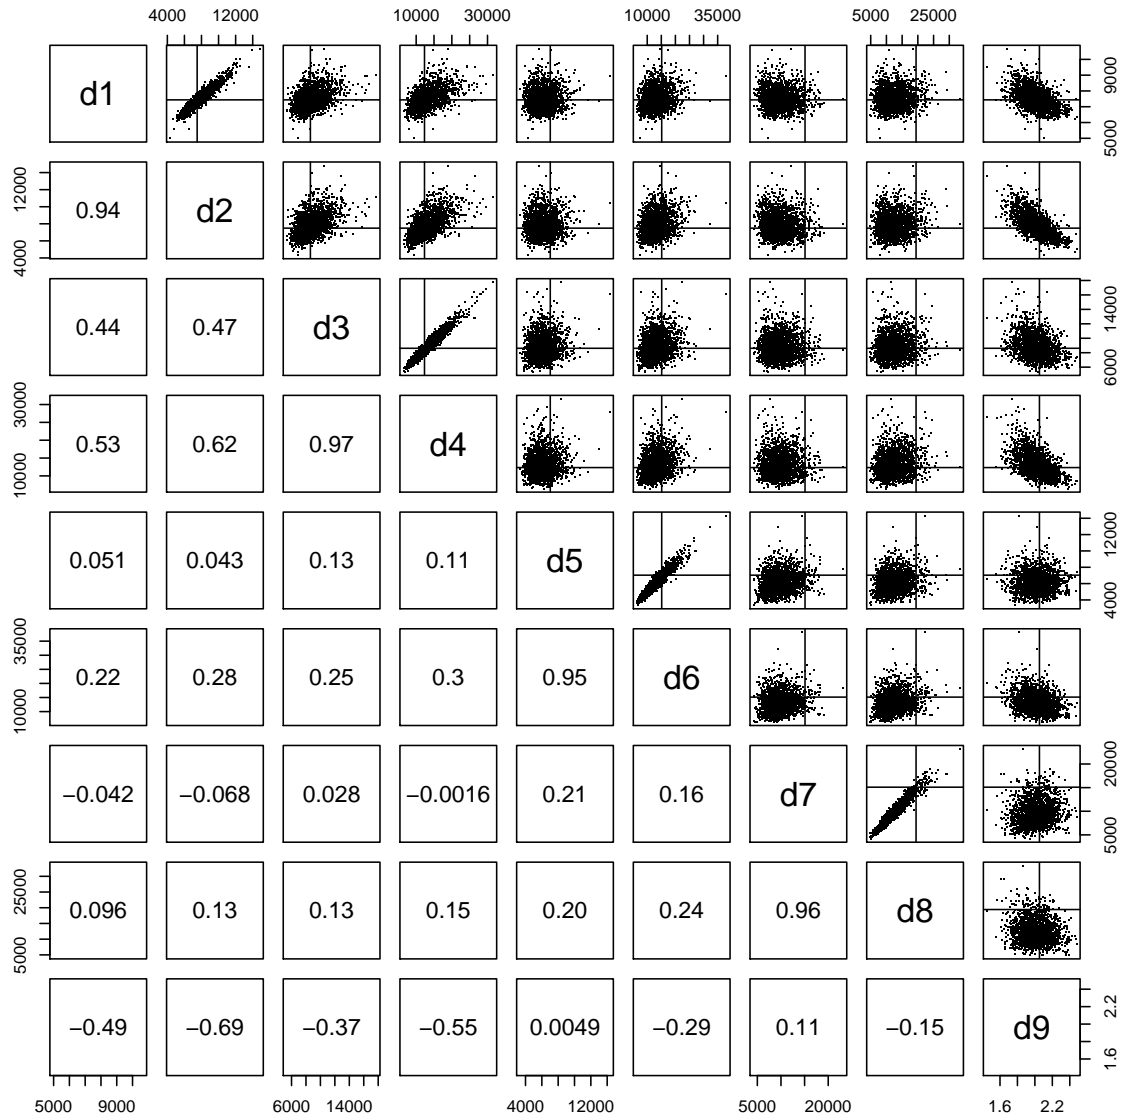 4000 12000 10000 30000 10000 35000 5000 25000
d1 5000 9000
4000 12000 0.94 d2
0.44 0.47 d3 6000 14000
10000 30000 0.53 0.62 0.97 d4
0.051 0.043 0.13 0.11 d5 4000 12000
10000 35000 0.22 0.28 0.25 0.3 0.95 d6
−0.042 −0.068 0.028 −0.0016 0.21 0.16 d7 5000 20000
5000 25000 0.096 0.13 0.13 0.15 0.20 0.24 0.96 d8
−0.49 −0.69 −0.37 −0.55 0.0049 −0.29 0.11 −0.15 d9 1.6 2.2
5000 9000 6000 14000 4000 12000 5000 20000 1.6 2.2